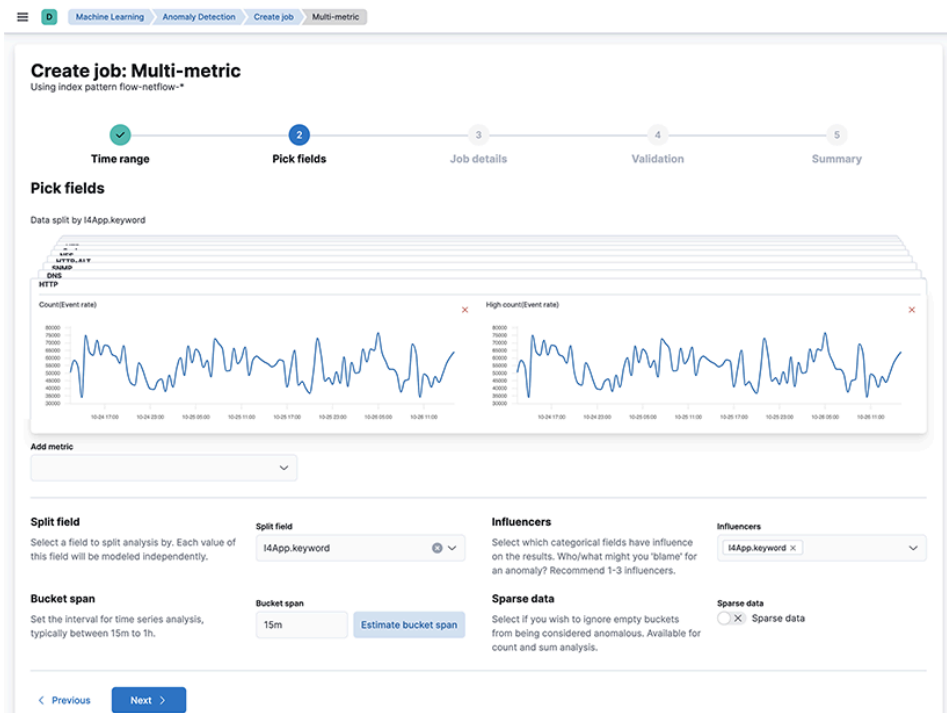 D Machine Learning Anomaly Detection Create job Multi-metric
Create job: Multi-metric
Using index pattern flow-netflow-*
2 3 4 5
Time range Pick fields Job details Validation Summary
Pick fields
Data split by l4App.keyword
HTTP-ALT
SNMP
DNS
HTTP
Count(Event rate) High count(Event rate)
80000 80000
75000 75000
70000 70000
65000 65000
60000 60000
55000 55000
50000 50000
45000 45000
40000 40000
35000 35000
30000 30000
10-24 17:00 10-24 23:00 10-25 05:00 10-25 11:00 10-25 17:00 10-25 23:00 10-26 05:00 10-26 11:00 10-24 17:00 10-24 23:00 10-25 05:00 10-25 11:00 10-25 17:00 10-25 23:00 10-26 05:00 10-26 11:00
Add metric
Split field
Select a field to split analysis by. Each value of
this field will be modeled independently.
Split field
l4App.keyword
Influencers
Select which categorical fields have influence
on the results. Who/what might you 'blame' for
an anomaly? Recommend 1-3 influencers.
Influencers
l4App.keyword
Bucket span
Set the interval for time series analysis,
typically between 15m to 1h.
Bucket span
15m Estimate bucket span
Sparse data
Select if you wish to ignore empty buckets
from being considered anomalous. Available for
count and sum analysis.
Sparse data
Sparse data
Previous Next